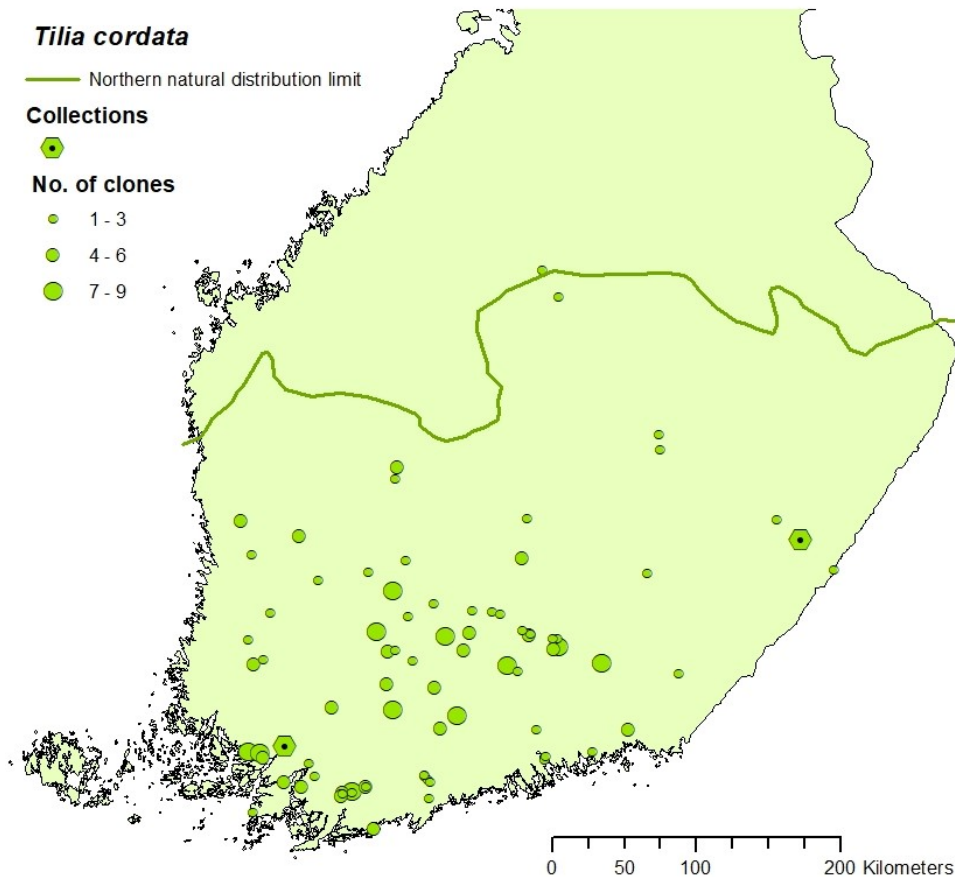 Tilia cordata
Northern natural distribution limit
Collections
No. of clones
1 - 3
4 - 6
7 - 9
0 50 100 200 Kilometers